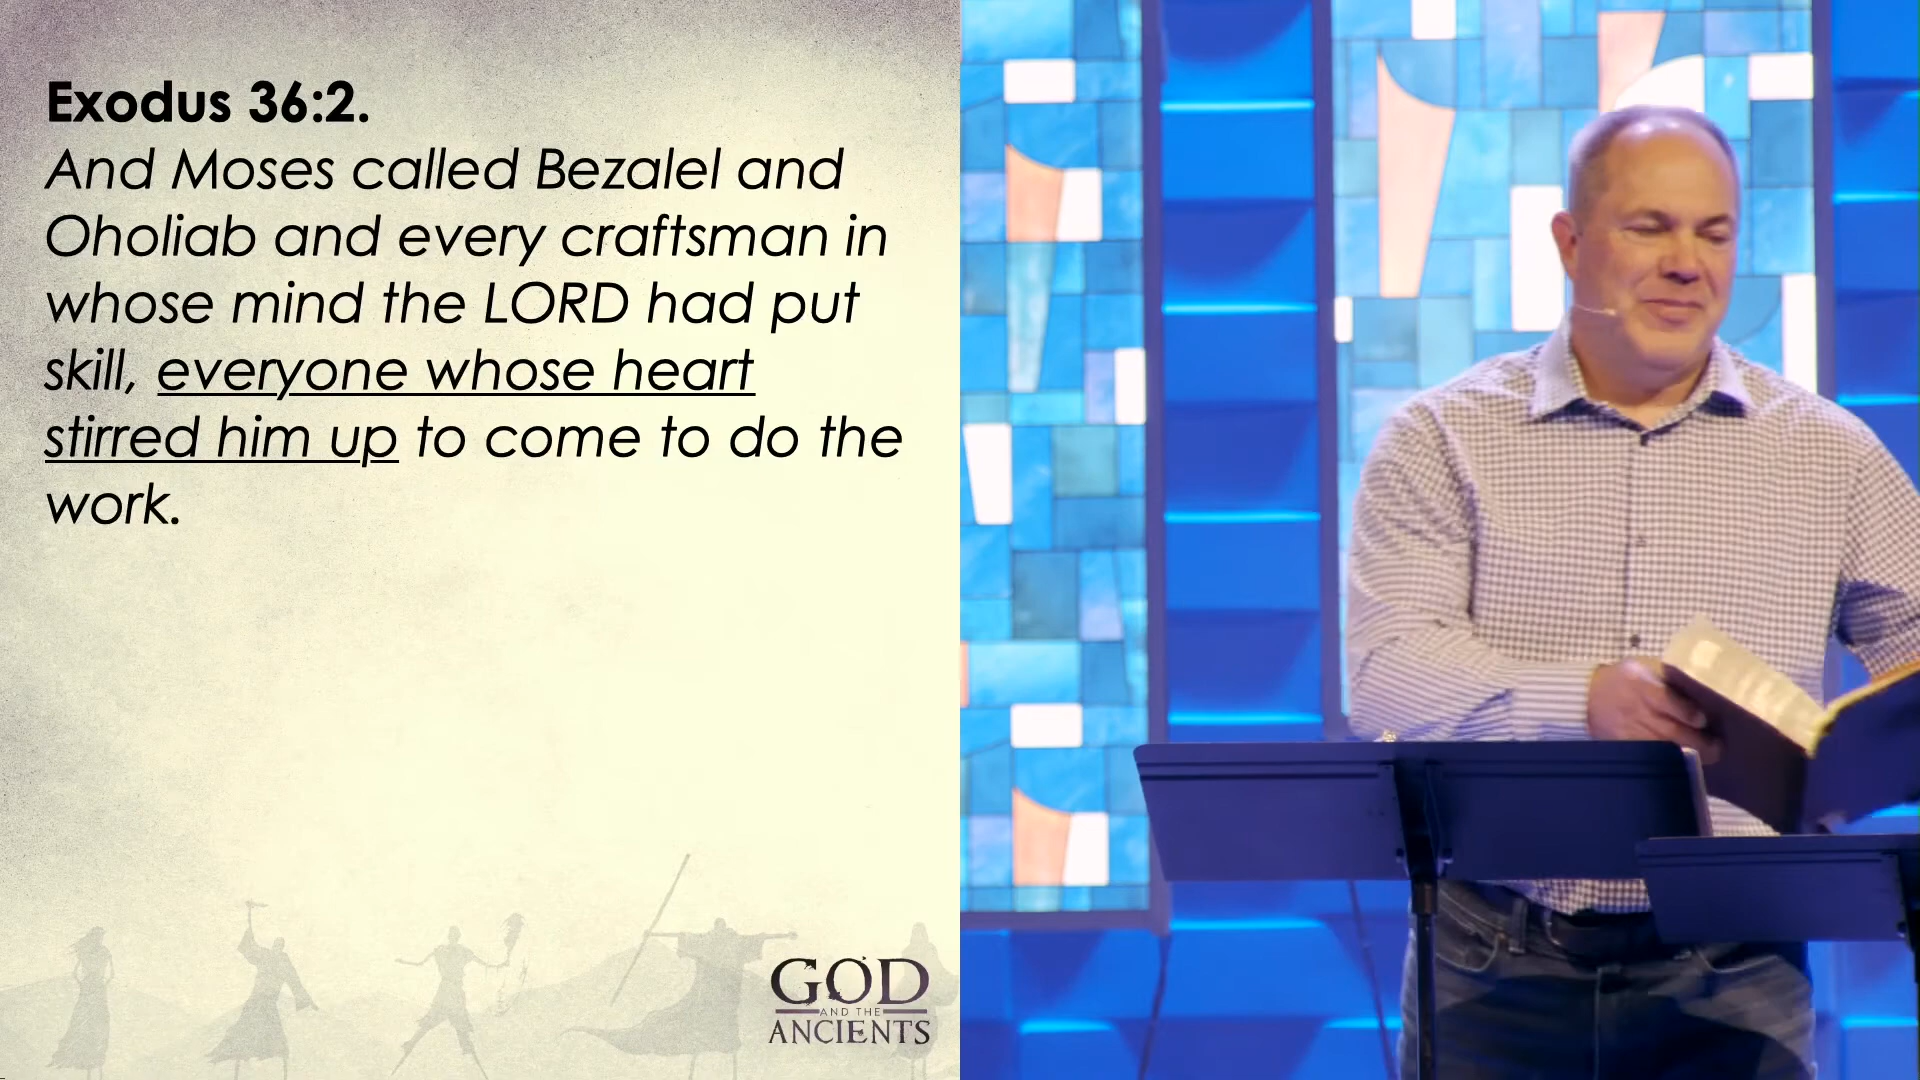 Exodus 36:2.
And Moses called Bezalel and
Oholiab and every craftsman in
whose mind the LORD had put
skill, everyone whose heart
stirred him up to come to do the
work.
GOD
AND THE
ANCIENTS